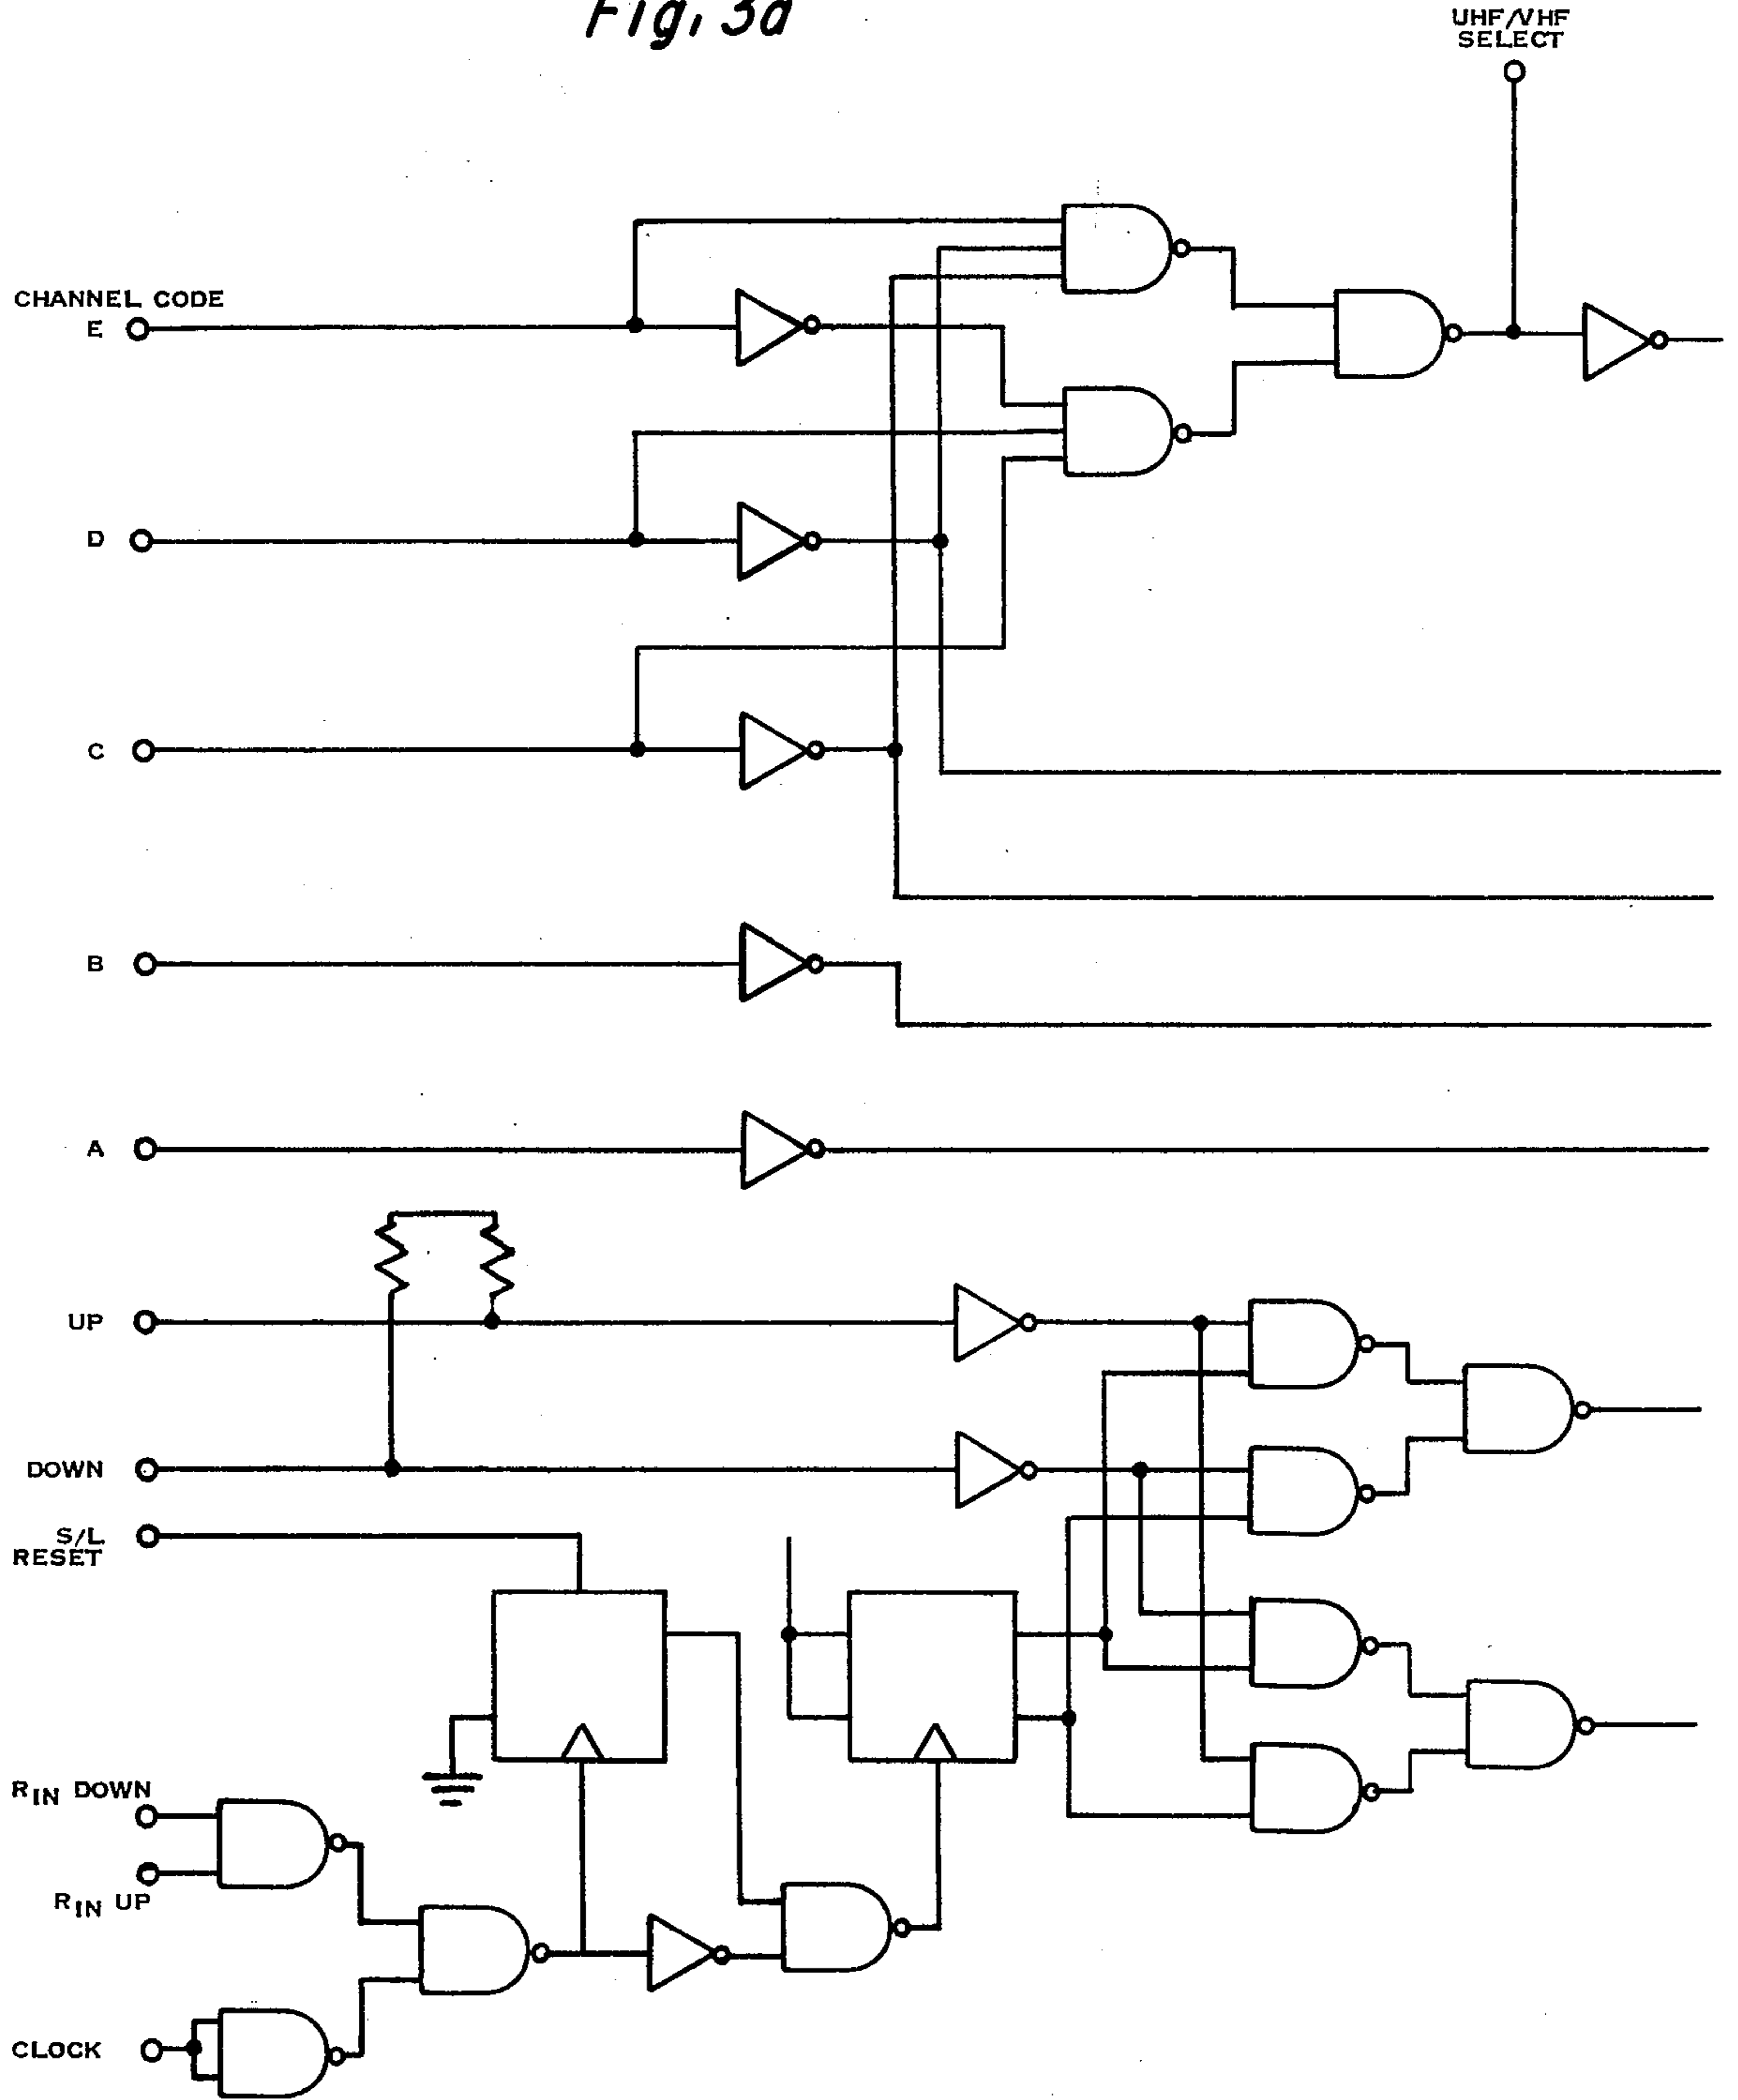 Fig. 3a
UHF/VHF
SELECT
CHANNEL CODE
E
D
C
B
A
UP
DOWN
S/L
RESET
RIN DOWN
RIN UP
CLOCK